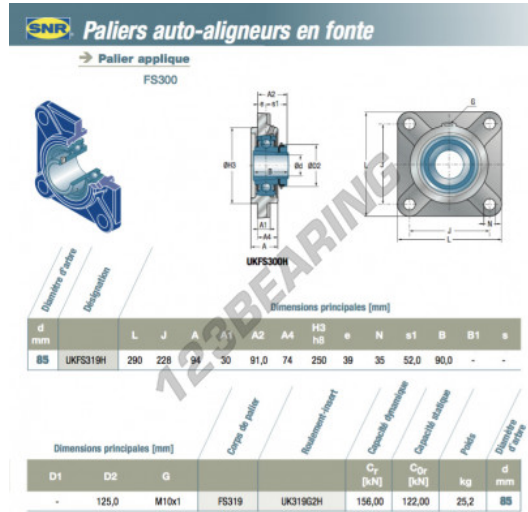 SNR Paliers auto-aligneurs en fonte
Palier applique
FS300
A2
e s1
G
ØH3
B
Ød
ØD2
L
J
A1
A4
A
N
J
L
UKFS300H
123BEARING
Diamètre d'arbre
Désignation
Dimensions principales [mm]
d mm L J A A1 A2 A4 H3 h8 e N s1 B B1 s
85 UKFS319H 290 228 94 30 91,0 74 250 39 35 52,0 90,0 - -
Dimensions principales [mm]
Corps de palier
Roulement-insert
Capacité dynamique
Capacité statique
Poids
Diamètre d'arbre
D1 D2 G Cr [kN] C0r [kN] kg d mm
- 125,0 M10x1 FS319 UK319G2H 156,00 122,00 25,2 85